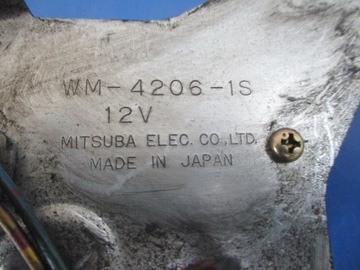 WM-4206-1S
12V
MITSUBA ELEC. CO.,LTD.
MADE IN JAPAN